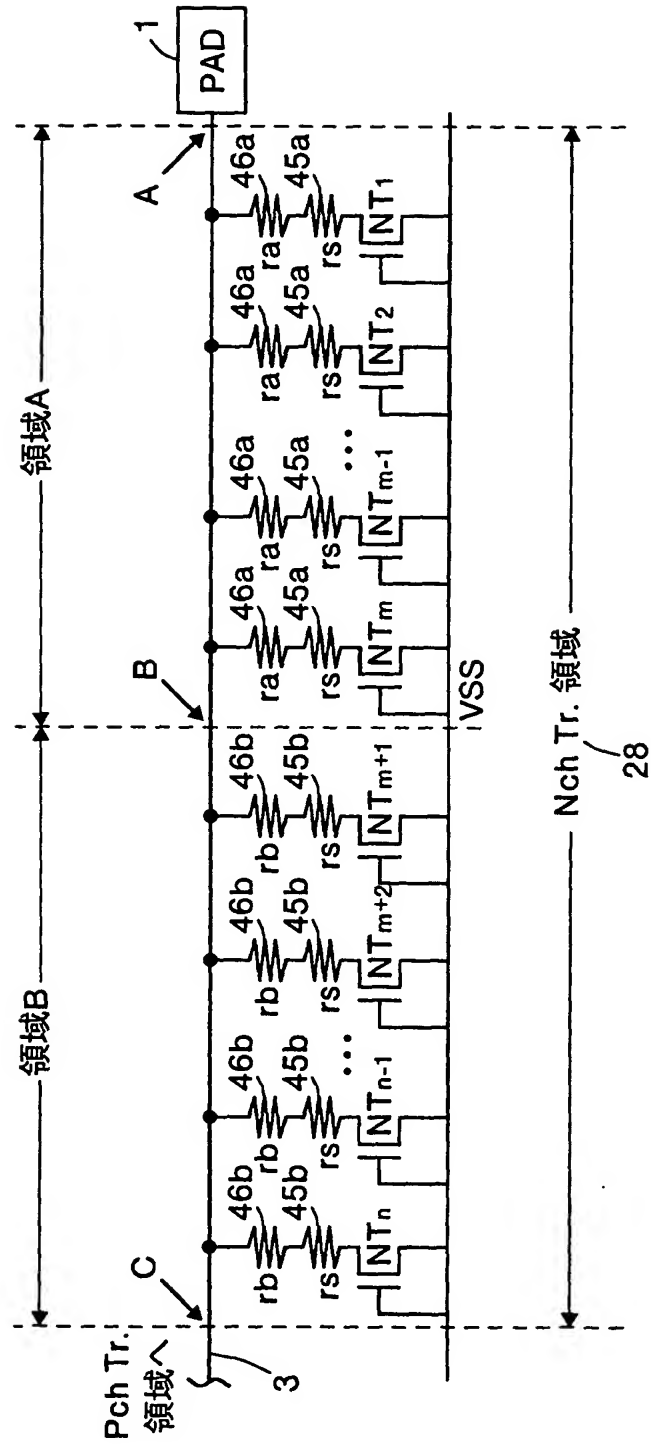 領域B
領域A
Pch Tr.
領域へ
C
B
A
1
PAD
3
46b
46b
46b
46b
46a
46a
46a
46a
rb
rb
rb
rb
ra
ra
ra
ra
45b
45b
45b
45b
45a
45a
45a
45a
rs
rs
rs
rs
rs
rs
rs
rs
...
...
NTn
NTn-1
NTm+2
NTm+1
NTm
NTm-1
NT2
NT1
VSS
Nch Tr. 領域
28